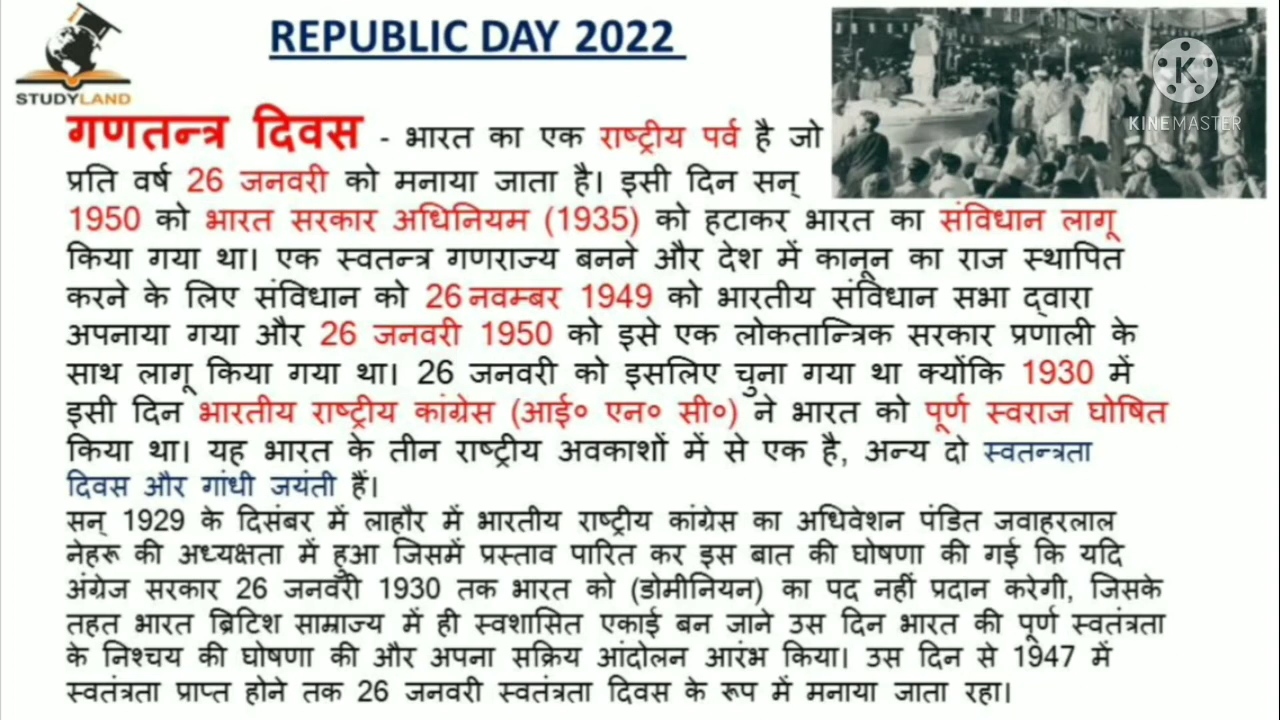 REPUBLIC DAY 2022
STUDYLAND
KINEMASTER
गणतन्त्र दिवस - भारत का एक राष्ट्रीय पर्व है जो
प्रति वर्ष 26 जनवरी को मनाया जाता है। इसी दिन सन्
1950 को भारत सरकार अधिनियम (1935) को हटाकर भारत का संविधान लागू
किया गया था। एक स्वतन्त्र गणराज्य बनने और देश में कानून का राज स्थापित
करने के लिए संविधान को 26 नवम्बर 1949 को भारतीय संविधान सभा द्वारा
अपनाया गया और 26 जनवरी 1950 को इसे एक लोकतान्त्रिक सरकार प्रणाली के
साथ लागू किया गया था। 26 जनवरी को इसलिए चुना गया था क्योंकि 1930 में
इसी दिन भारतीय राष्ट्रीय कांग्रेस (आई० एन० सी०) ने भारत को पूर्ण स्वराज घोषित
किया था। यह भारत के तीन राष्ट्रीय अवकाशों में से एक है, अन्य दो स्वतन्त्रता
दिवस और गांधी जयंती हैं।
सन् 1929 के दिसंबर में लाहौर में भारतीय राष्ट्रीय कांग्रेस का अधिवेशन पंडित जवाहरलाल
नेहरू की अध्यक्षता में हुआ जिसमें प्रस्ताव पारित कर इस बात की घोषणा की गई कि यदि
अंग्रेज सरकार 26 जनवरी 1930 तक भारत को (डोमीनियन) का पद नहीं प्रदान करेगी, जिसके
तहत भारत ब्रिटिश साम्राज्य में ही स्वशासित एकाई बन जाने उस दिन भारत की पूर्ण स्वतंत्रता
के निश्चय की घोषणा की और अपना सक्रिय आंदोलन आरंभ किया। उस दिन से 1947 में
स्वतंत्रता प्राप्त होने तक 26 जनवरी स्वतंत्रता दिवस के रूप में मनाया जाता रहा।